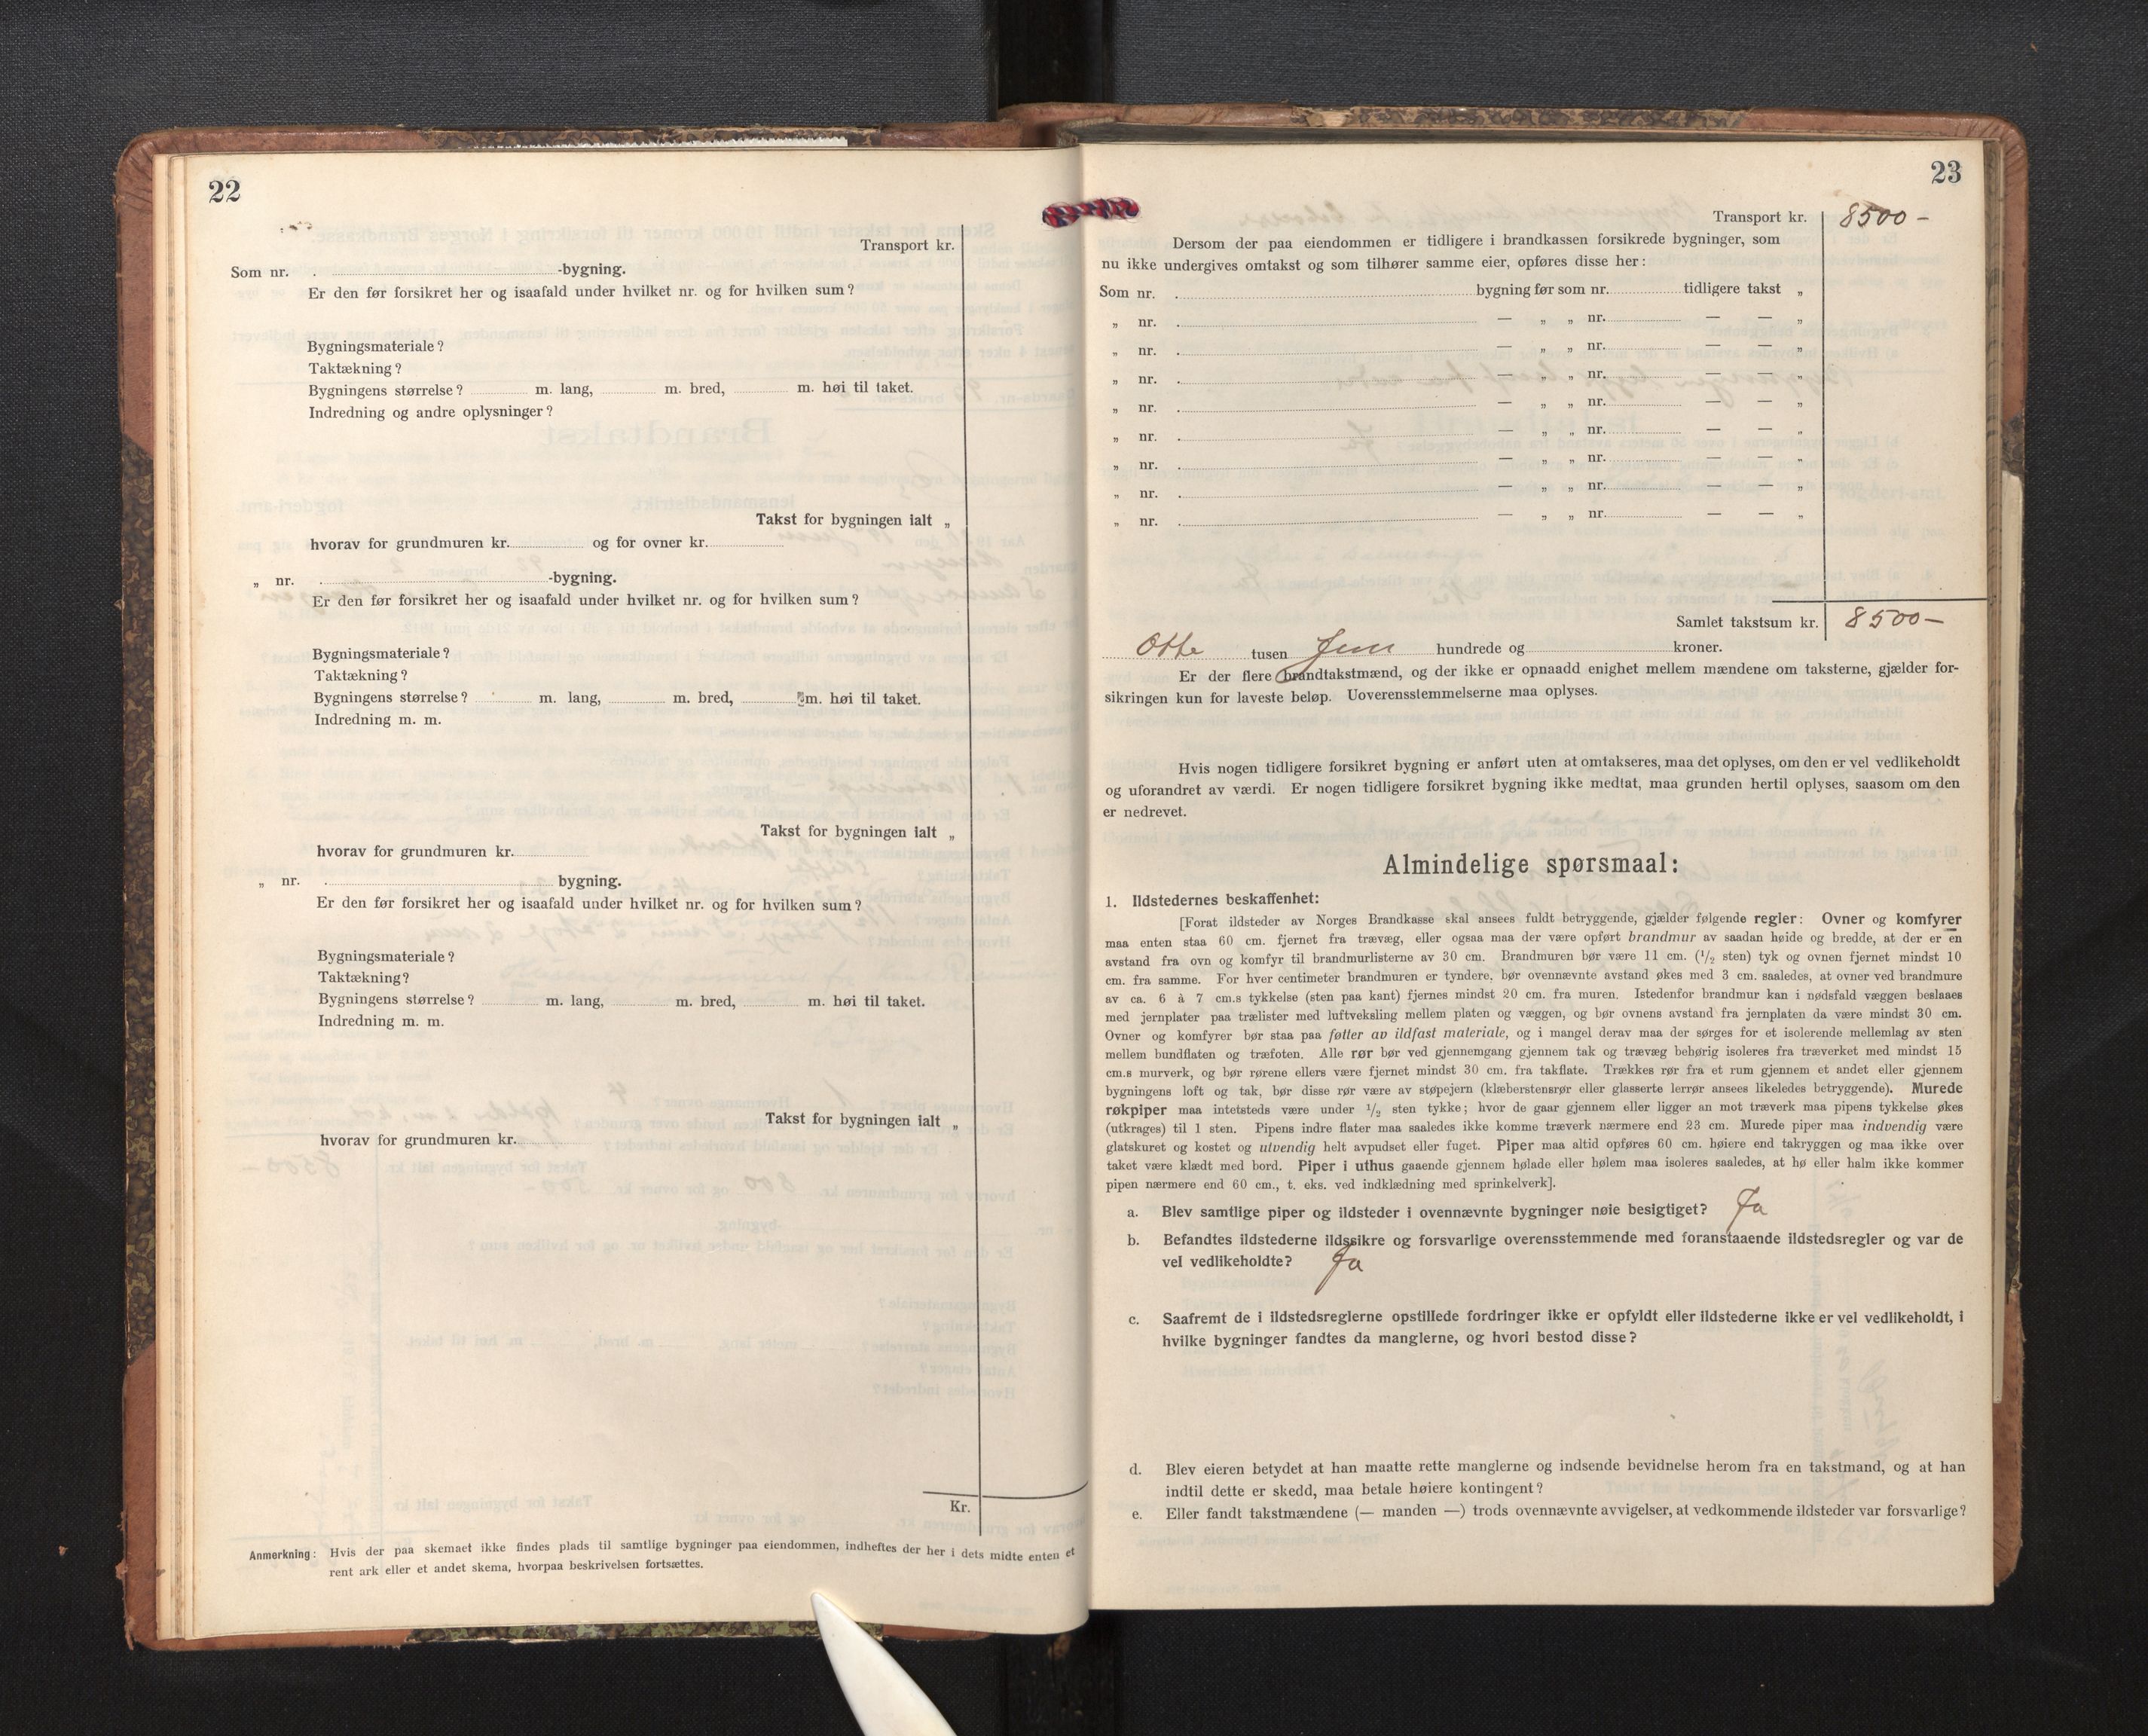 22
Transport kr.
Som nr. . -bygning.
Er den før forsikret her og isaafald under hvilket nr. og for hvilken sum?
Bygningsmateriale?
Taktækning?
Bygningens størrelse? m. lang, m. bred, m. høi til taket.
Indredning og andre oplysninger?
Takst for bygningen ialt „
hvorav for grundmuren kr. og for ovner kr.
„ nr. . -bygning.
Er den før forsikret her og isaafald under hvilket nr. og for hvilken sum?
Bygningsmateriale?
Taktækning?
Bygningens størrelse? m. lang, m. bred, m. høi til taket.
Indredning m. m.
Takst for bygningen ialt „
hvorav for grundmuren kr.
„ nr. . bygning.
Er den før forsikret her og isaafald under hvilket nr. og for hvilken sum?
Bygningsmateriale?
Taktækning?
Bygningens størrelse? m. lang, m. bred, m. høi til taket.
Indredning m. m.
Takst for bygningen ialt „
hvorav for grundmuren kr.
Kr.
Anmerkning: Hvis der paa skemaet ikke findes plads til samtlige bygninger paa eiendommen, indheftes der her i dets midte enten et
rent ark eller et andet skema, hvorpaa beskrivelsen fortsættes.
23
Transport kr. 8500 -
Dersom der paa eiendommen er tidligere i brandkassen forsikrede bygninger, som
nu ikke undergives omtakst og som tilhører samme eier, opføres disse her:
Som nr. . bygning før som nr. tidligere takst „
„ nr. . — „ „ nr. — — „
„ nr. . — „ „ nr. — — „
„ nr. . — „ „ nr. — — „
„ nr. . — „ „ nr. — — „
„ nr. . — „ „ nr. — — „
„ nr. . — „ „ nr. — — „
„ nr. . — „ „ nr. — — „
„ nr. . — „ „ nr. — — „
Samlet takstsum kr. 8500 -
Otte tusen fem hundrede og kroner.
Er der flere brandtakstmænd, og der ikke er opnaadd enighet mellem mændene om taksterne, gjælder for-
sikringen kun for laveste beløp. Uoverensstemmelserne maa oplyses.
Hvis nogen tidligere forsikret bygning er anført uten at omtakseres, maa det oplyses, om den er vel vedlikeholdt
og uforandret av værdi. Er nogen tidligere forsikret bygning ikke medtat, maa grunden hertil oplyses, saasom om den
er nedrevet.
Almindelige spørsmaal:
1. Ildstedernes beskaffenhet:
[Forat ildsteder av Norges Brandkasse skal ansees fuldt betryggende, gjælder følgende regler: Ovner og komfyrer
maa enten staa 60 cm. fjernet fra trævæg, eller ogsaa maa der være opført brandmur av saadan høide og bredde, at der er en
avstand fra ovn og komfyr til brandmurlisterne av 30 cm. Brandmuren bør være 11 cm. (1/2 sten) tyk og ovnen fjernet mindst 10
cm. fra samme. For hver centimeter brandmuren er tyndere, bør ovennævnte avstand økes med 3 cm. saaledes, at ovner ved brandmure
av ca. 6 à 7 cm.s tykkelse (sten paa kant) fjernes mindst 20 cm. fra muren. Istedenfor brandmur kan i nødsfald væggen beslaaes
med jernplater paa trælister med luftveksling mellem platen og væggen, og bør ovnens avstand fra jernplaten da være mindst 30 cm.
Ovner og komfyrer bør staa paa føtter av ildfast materiale, og i mangel derav maa der sørges for et isolerende mellemlag av sten
mellem bundflaten og træfoten. Alle rør bør ved gjennemgang gjennem tak og trævæg behørig isoleres fra træverket med mindst 15
cm.s murverk, og bør rørene ellers være fjernet mindst 30 cm. fra takflate. Trækkes rør fra et rum gjennem et andet eller gjennem
bygningens loft og tak, bør disse rør være av støpejern (klæberstensrør eller glasserte lerrør ansees likeledes betryggende). Murede
røkpiper maa intetsteds være under 1/2 sten tykke; hvor de gaar gjennem eller ligger an mot træverk maa pipens tykkelse økes
(utkrages) til 1 sten. Pipens indre flater maa saaledes ikke komme træverk nærmere end 23 cm. Murede piper maa indvendig være
glatskuret og kostet og utvendig helt avpudset eller fuget. Piper maa altid opføres 60 cm. høiere end takryggen og maa ikke over
taket være klædt med bord. Piper i uthus gaaende gjennem hølade eller hølem maa isoleres saaledes, at hø eller halm ikke kommer
pipen nærmere end 60 cm., t. eks. ved indklædning med sprinkelverk].
a. Blev samtlige piper og ildsteder i ovennævnte bygninger nøie besigtiget? Ja
b. Befandtes ildstederne ildssikre og forsvarlige overensstemmende med foranstaaende ildstedsregler og var de
vel vedlikeholdte? Ja
c. Saafremt de i ildstedsreglerne opstillede fordringer ikke er opfyldt eller ildstederne ikke er vel vedlikeholdt, i
hvilke bygninger fandtes da manglerne, og hvori bestod disse?
d. Blev eieren betydet at han maatte rette manglerne og indsende bevidnelse herom fra en takstmand, og at han
indtil dette er skedd, maa betale høiere kontingent?
e. Eller fandt takstmændene (— manden —) trods ovennævnte avvigelser, at vedkommende ildsteder var forsvarlige?